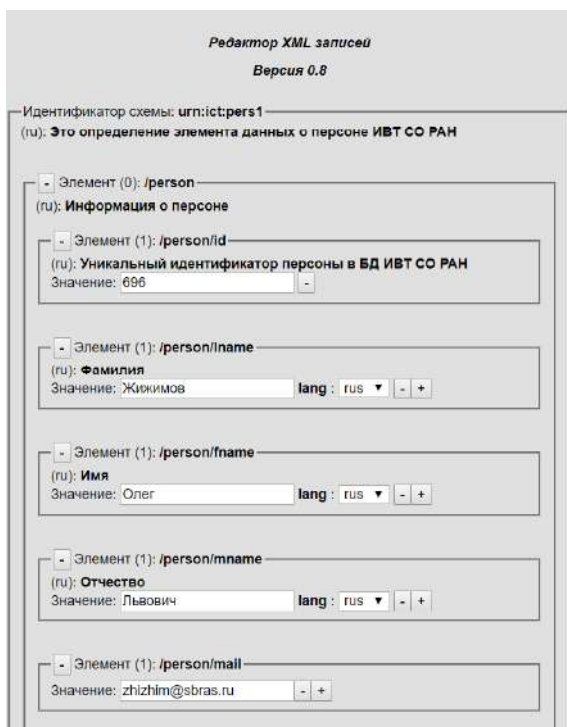 Редактор XML записей
Версия 0.8
Идентификатор схемы: urn:ict:pers1
(ru): Это определение элемента данных о персоне ИВТ СО РАН
- Элемент (0): /person
(ru): Информация о персоне
- Элемент (1): /person/id
(ru): Уникальный идентификатор персоны в БД ИВТ СО РАН
Значение: 696 -
- Элемент (1): /person/lname
(ru): Фамилия
Значение: Жижимов lang : rus ▼ - +
- Элемент (1): /person/fname
(ru): Имя
Значение: Олег lang : rus ▼ - +
- Элемент (1): /person/mname
(ru): Отчество
Значение: Львович lang : rus ▼ - +
- Элемент (1): /person/mail
Значение: zhizhim@sbras.ru - +